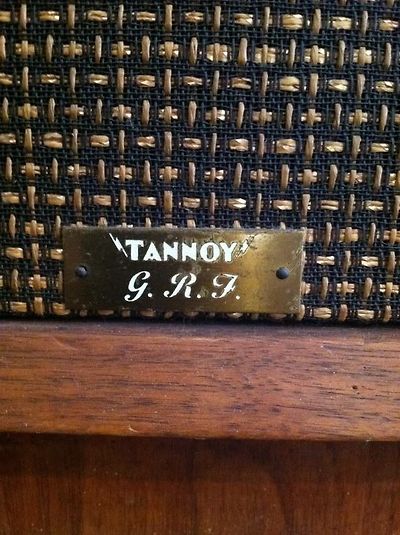 TANNOY
G. R. F.